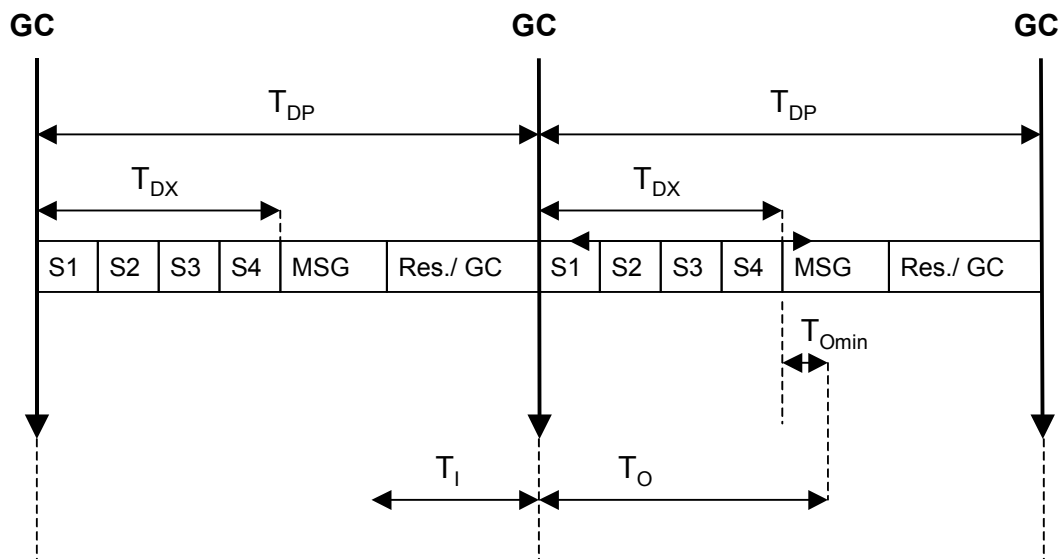 GC GC GC
T_DP T_DP
T_DX T_DX
S1 S2 S3 S4 MSG Res./ GC S1 S2 S3 S4 MSG Res./ GC
T_Omin
T_I T_O